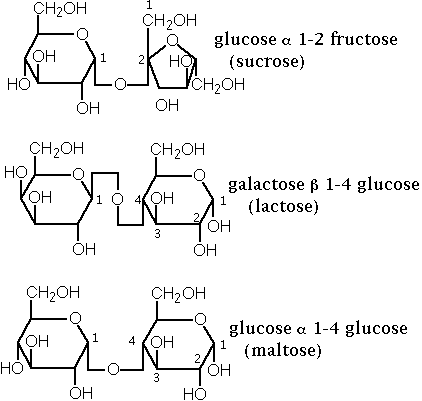 CH₂OH
1
CH₂OH
glucose α 1-2 fructose
(sucrose)
O
O
OH
1
2
HO
HO
O
CH₂OH
OH
OH
CH₂OH
CH₂OH
galactose β 1-4 glucose
(lactose)
HO
O
O
OH
1
O
4
OH
1
2
OH
3
OH
OH
CH₂OH
CH₂OH
glucose α 1-4 glucose
(maltose)
O
O
OH
1
4
OH
1
HO
O
3
2
OH
OH
OH